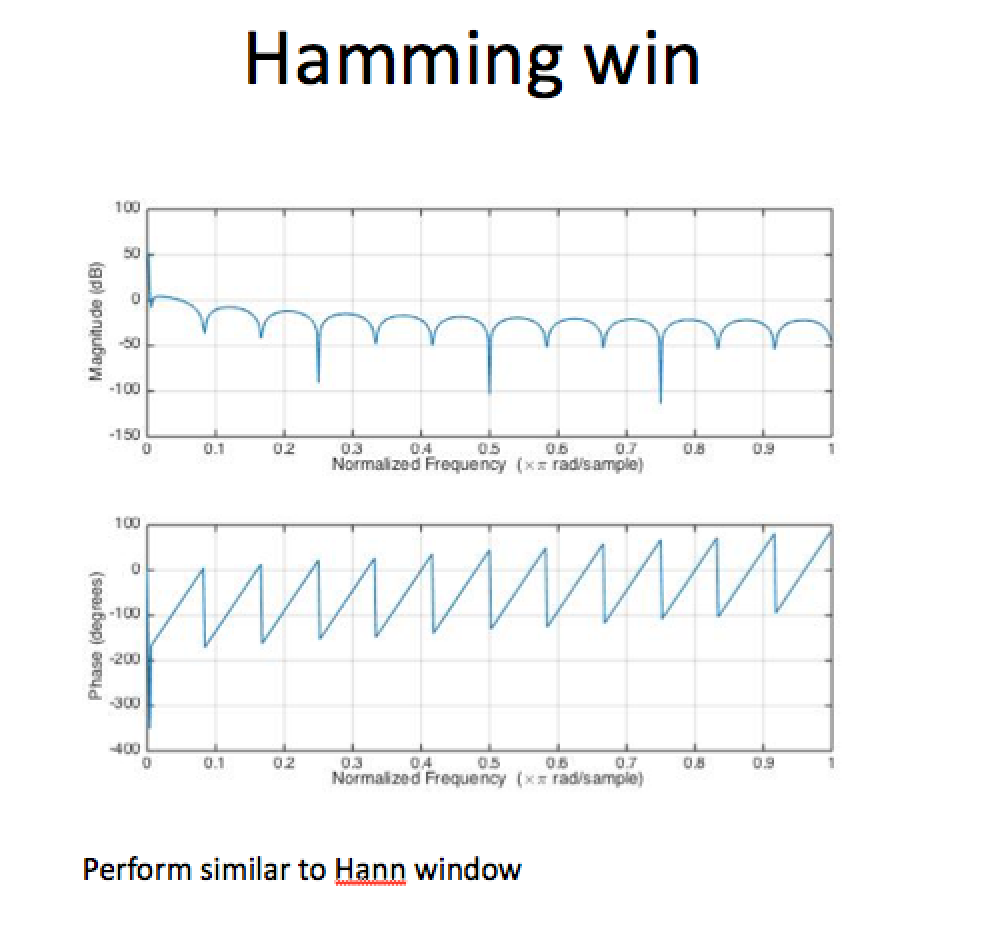 Hamming win
100
50
0
-50
-100
-150
Magnitude (dB)
0 0.1 0.2 0.3 0.4 0.5 0.6 0.7 0.8 0.9 1
Normalized Frequency (×π rad/sample)
100
0
-100
-200
-300
-400
Phase (degrees)
0 0.1 0.2 0.3 0.4 0.5 0.6 0.7 0.8 0.9 1
Normalized Frequency (×π rad/sample)
Perform similar to Hann window